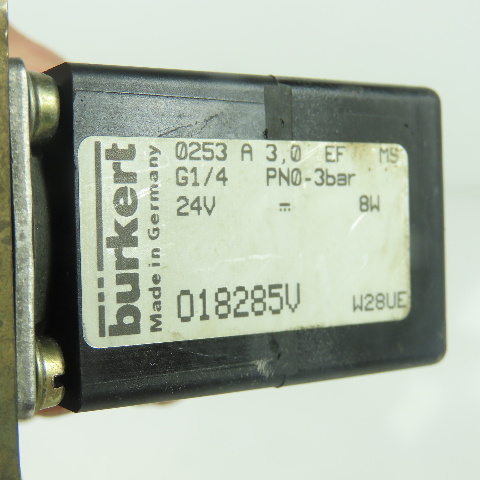 bürkert
Made in Germany
0253 A 3,0 EF MS
G1/4 PN0-3bar
24V ⎓ 8W
018285V W28UE